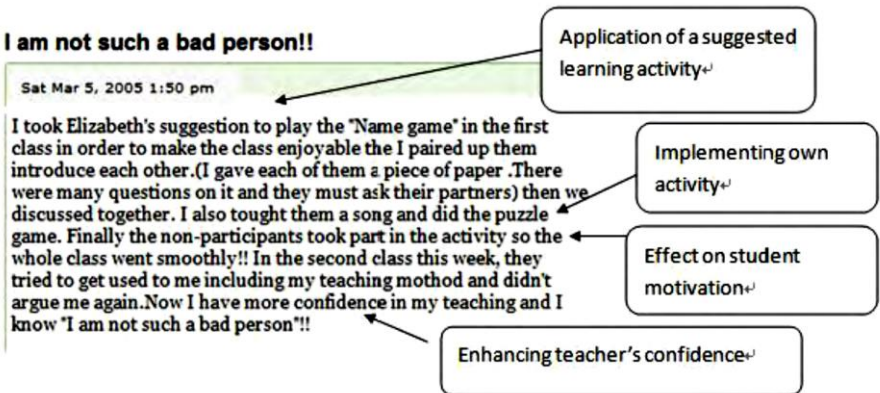 I am not such a bad person!!
Sat Mar 5, 2005 1:50 pm
I took Elizabeth's suggestion to play the "Name game" in the first
class in order to make the class enjoyable the I paired up them
introduce each other.(I gave each of them a piece of paper .There
were many questions on it and they must ask their partners) then we
discussed together. I also tought them a song and did the puzzle
game. Finally the non-participants took part in the activity so the
whole class went smoothly!! In the second class this week, they
tried to get used to me including my teaching mothod and didn't
argue me again.Now I have more confidence in my teaching and I
know "I am not such a bad person"!!
Application of a suggested
learning activity↵
Implementing own
activity↵
Effect on student
motivation↵
Enhancing teacher's confidence↵